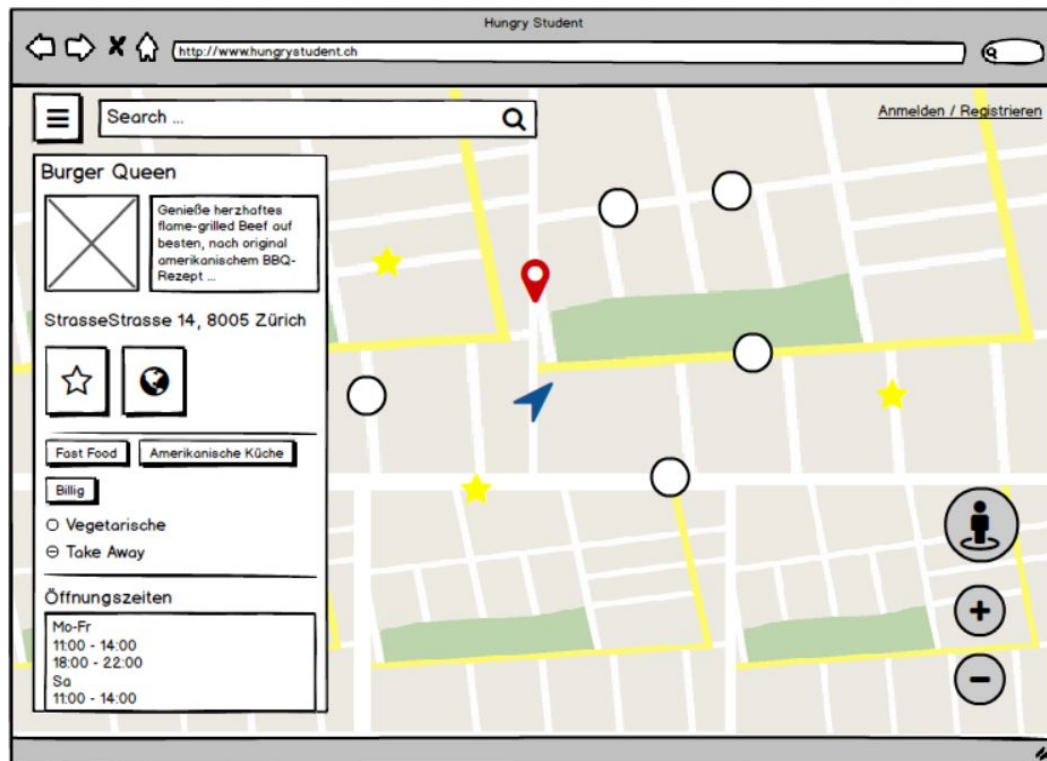 Hungry Student
http://www.hungrystudent.ch
Search ...
Anmelden / Registrieren
Burger Queen
Genieße herzhaftes
flame-grilled Beef auf
besten, nach original
amerikanischem BBQ-
Rezept ...
StrasseStrasse 14, 8005 Zürich
Fast Food
Amerikanische Küche
Billig
Vegetarische
Take Away
Öffnungszeiten
Mo-Fr
11:00 - 14:00
18:00 - 22:00
Sa
11:00 - 14:00